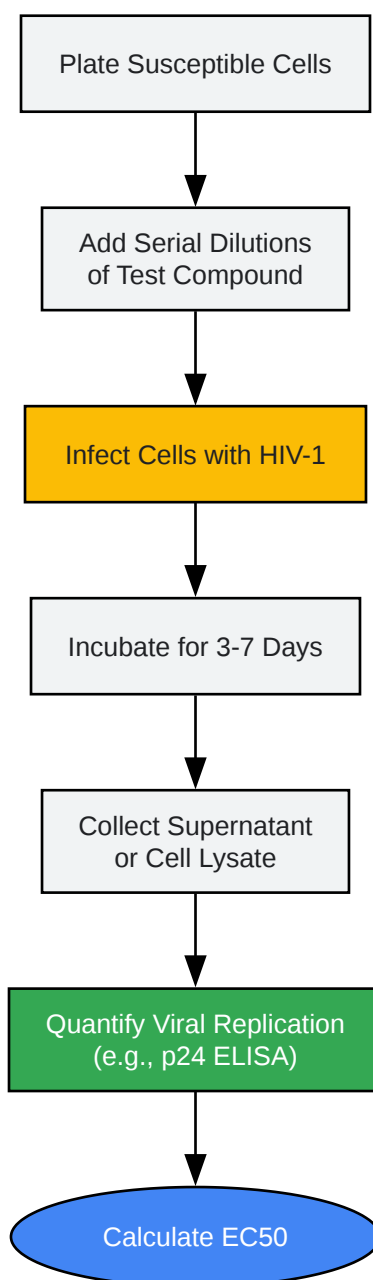 Plate Susceptible Cells
Add Serial Dilutions
of Test Compound
Infect Cells with HIV-1
Incubate for 3-7 Days
Collect Supernatant
or Cell Lysate
Quantify Viral Replication
(e.g., p24 ELISA)
Calculate EC50